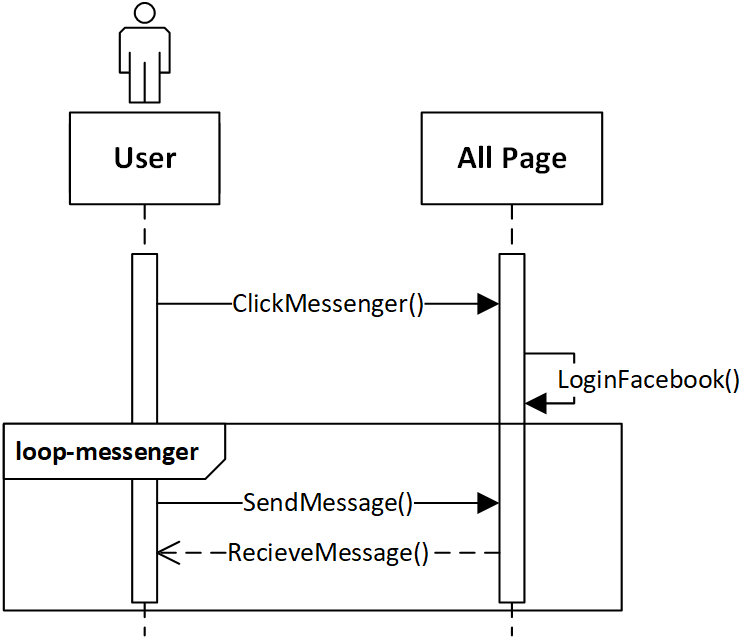 User
All Page
ClickMessenger()
LoginFacebook()
loop-messenger
SendMessage()
RecieveMessage()